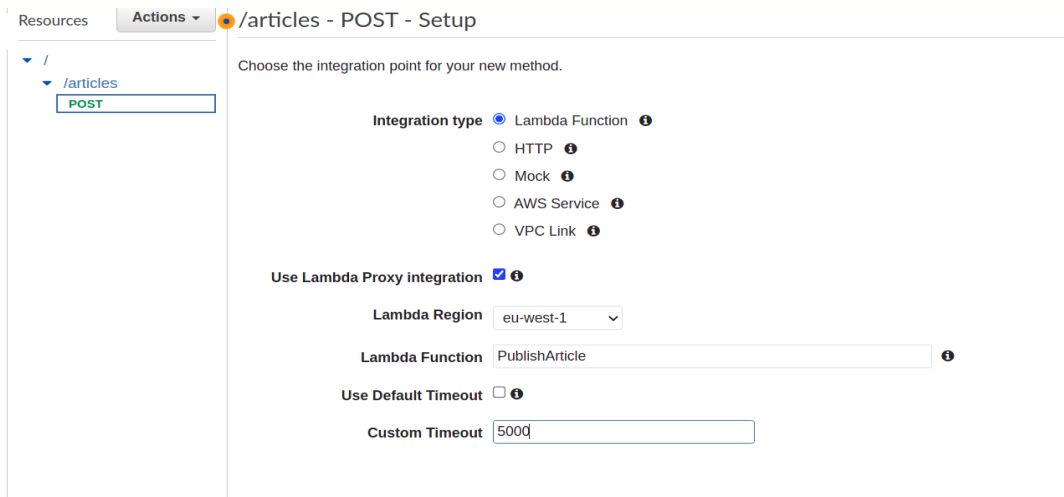 Resources
Actions
/articles - POST - Setup
/
/articles
POST
Choose the integration point for your new method.
Integration type
Lambda Function
HTTP
Mock
AWS Service
VPC Link
Use Lambda Proxy integration
Lambda Region eu-west-1
Lambda Function PublishArticle
Use Default Timeout
Custom Timeout 5000